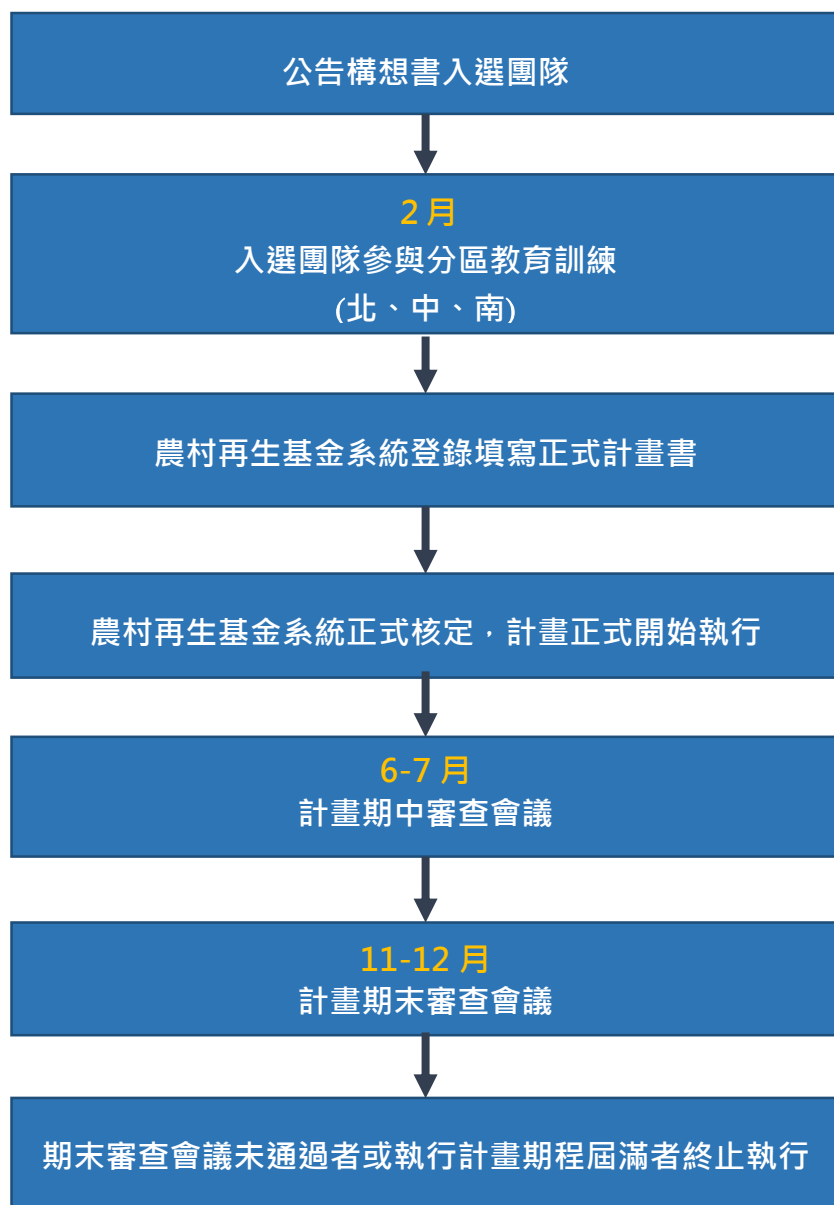 公告構想書入選團隊
2 月
入選團隊參與分區教育訓練
(北、中、南)
農村再生基金系統登錄填寫正式計畫書
農村再生基金系統正式核定，計畫正式開始執行
6-7 月
計畫期中審查會議
11-12 月
計畫期末審查會議
期末審查會議未通過者或執行計畫期程屆滿者終止執行